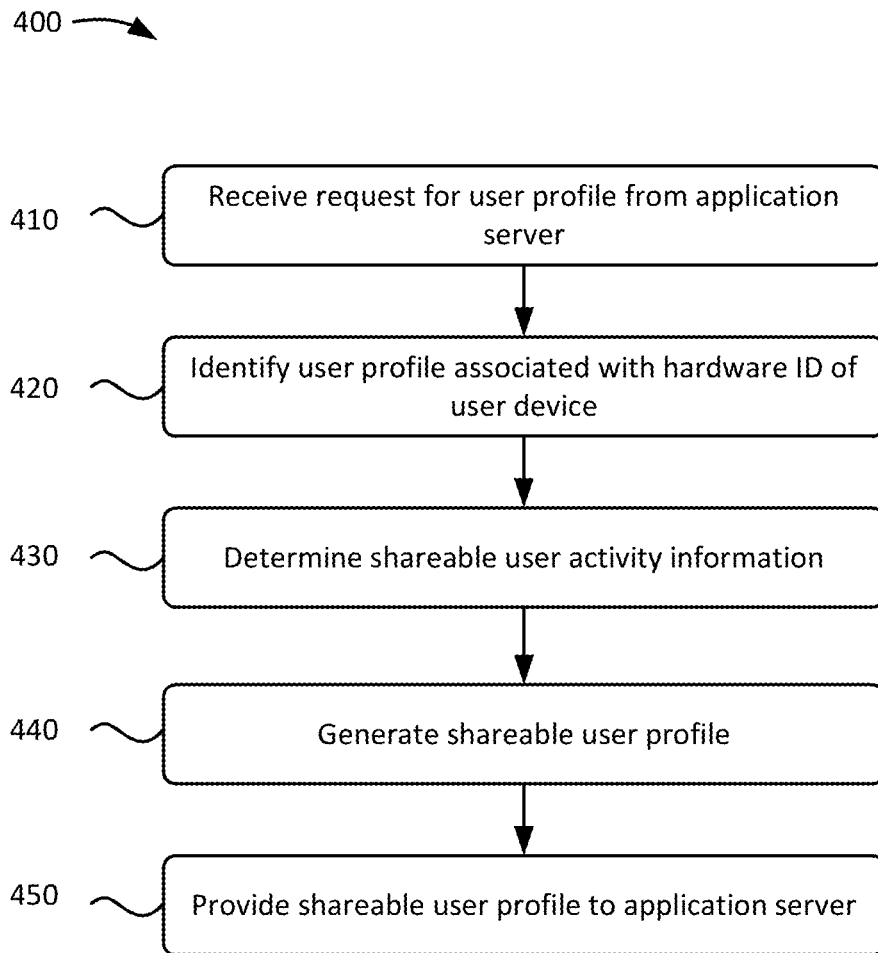 400
410
Receive request for user profile from application
server
420
Identify user profile associated with hardware ID of
user device
430
Determine shareable user activity information
440
Generate shareable user profile
450
Provide shareable user profile to application server